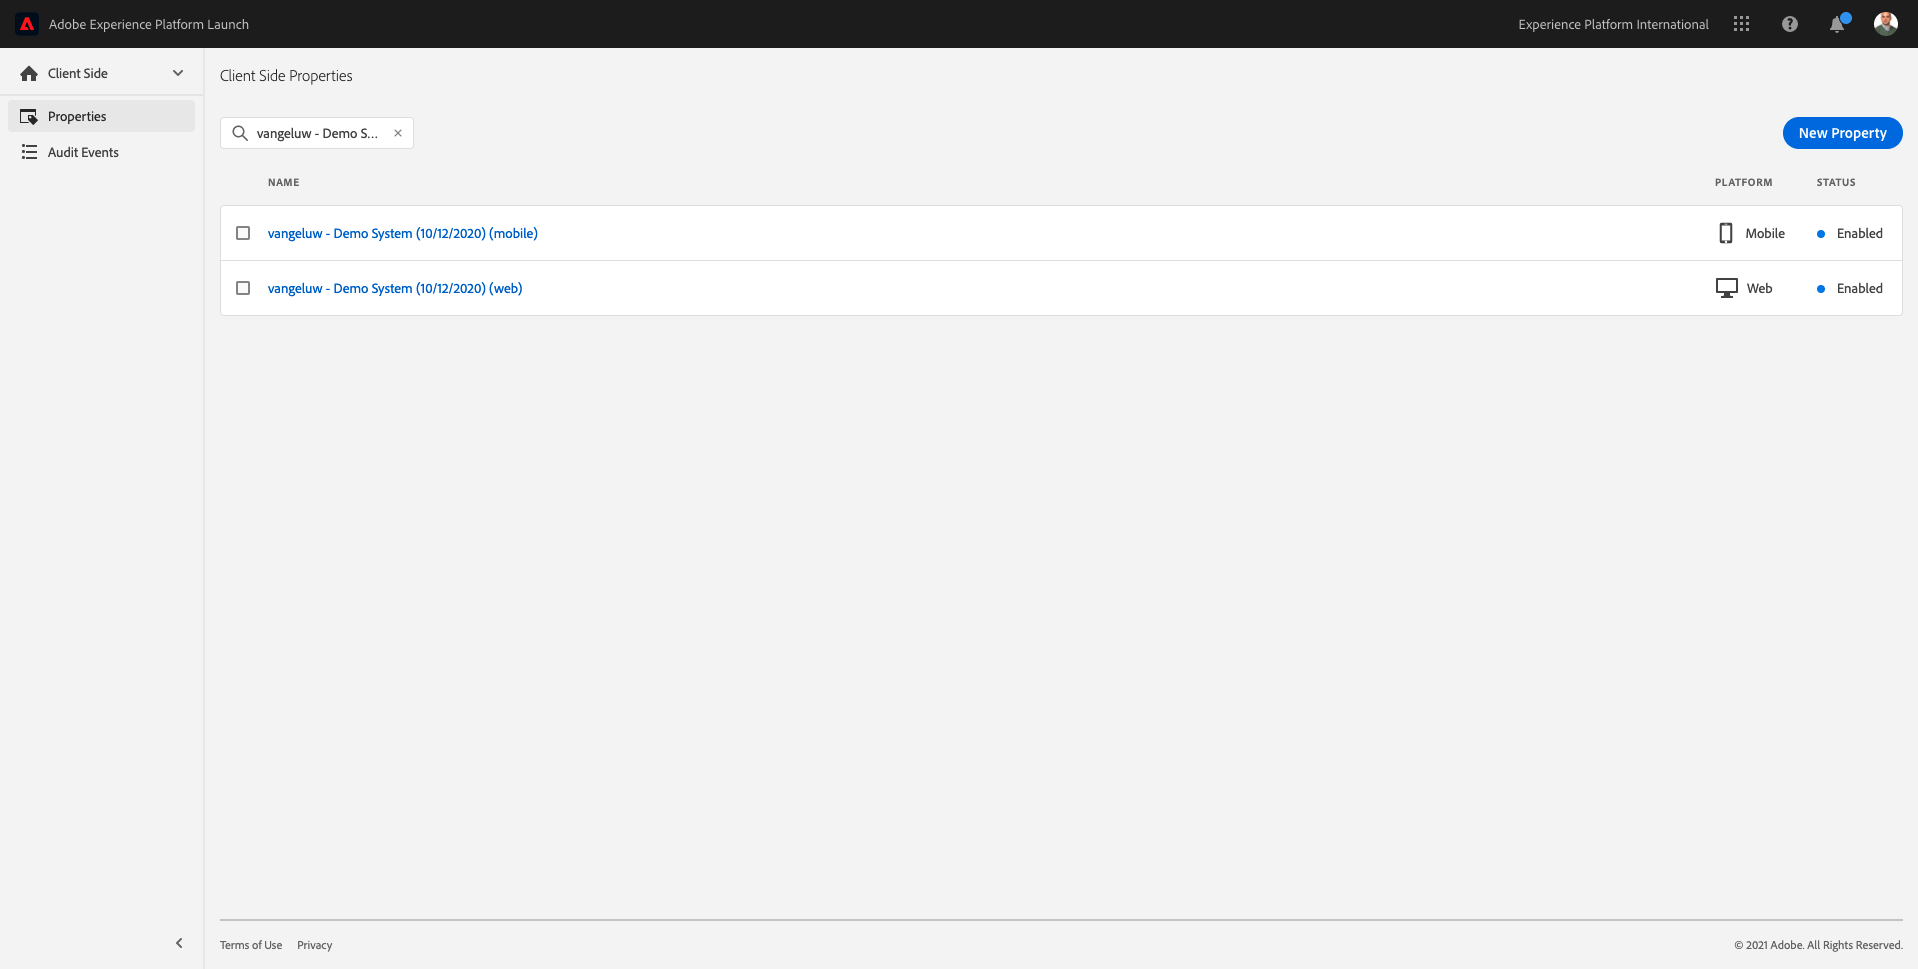 Adobe Experience Platform Launch
Experience Platform International
Client Side
Properties
Audit Events
Client Side Properties
vangeluw - Demo S...
New Property
NAME PLATFORM STATUS
vangeluw - Demo System (10/12/2020) (mobile) Mobile Enabled
vangeluw - Demo System (10/12/2020) (web) Web Enabled
Terms of Use Privacy
© 2021 Adobe. All Rights Reserved.